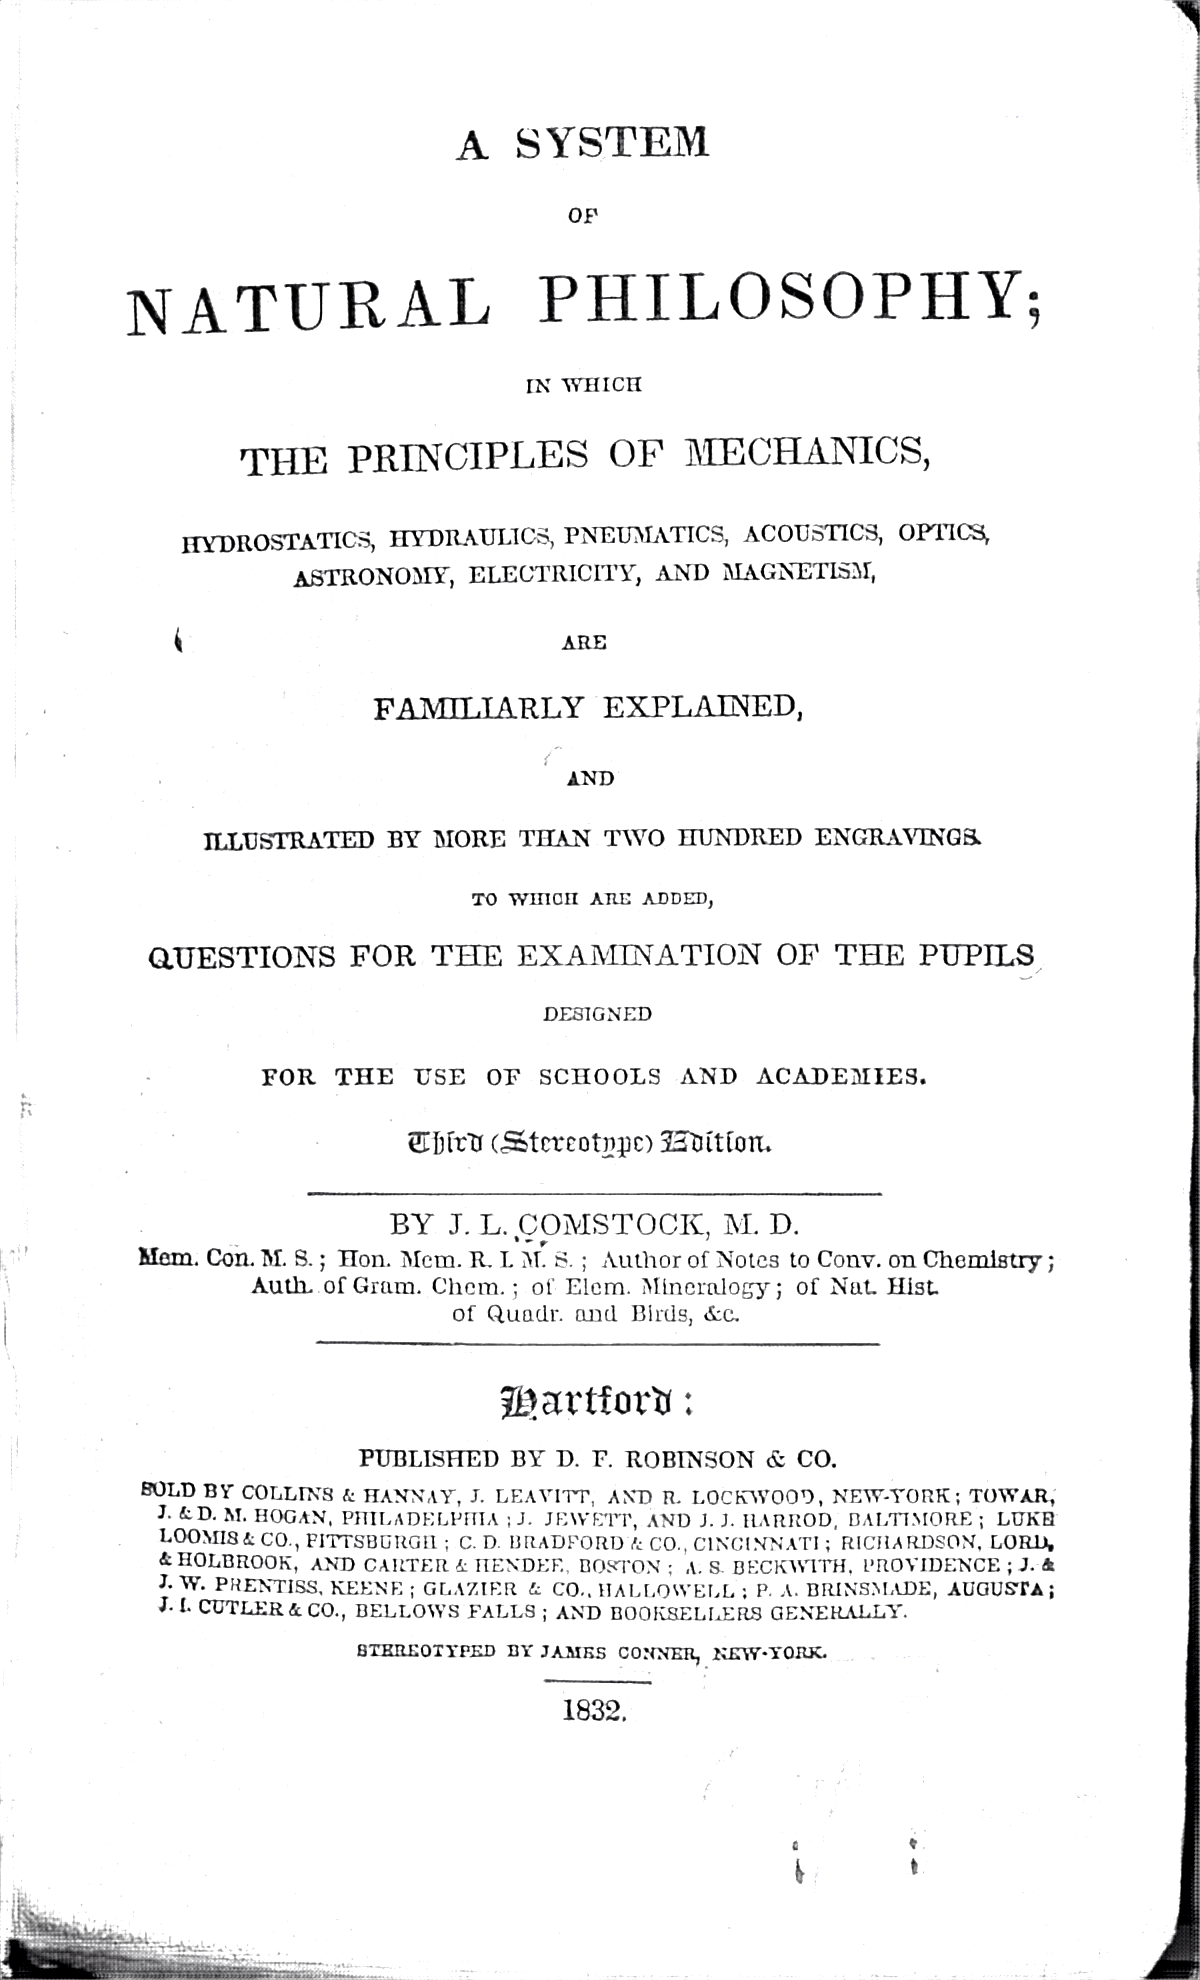 A SYSTEM
OF
NATURAL PHILOSOPHY;
IN WHICH
THE PRINCIPLES OF MECHANICS,
HYDROSTATICS, HYDRAULICS, PNEUMATICS, ACOUSTICS, OPTICS,
ASTRONOMY, ELECTRICITY, AND MAGNETISM,
ARE
FAMILIARLY EXPLAINED,
AND
ILLUSTRATED BY MORE THAN TWO HUNDRED ENGRAVINGS.
TO WHICH ARE ADDED,
QUESTIONS FOR THE EXAMINATION OF THE PUPILS
DESIGNED
FOR THE USE OF SCHOOLS AND ACADEMIES.
Third (Stereotype) Edition.
BY J. L. COMSTOCK, M. D.
Mem. Con. M. S.; Hon. Mem. R. I. M. S.; Author of Notes to Conv. on Chemistry;
Auth. of Gram. Chem.; of Elem. Mineralogy; of Nat. Hist.
of Quadr. and Birds, &c.
Hartford:
PUBLISHED BY D. F. ROBINSON & CO.
SOLD BY COLLINS & HANNAY, J. LEAVITT, AND R. LOCKWOOD, NEW-YORK; TOWAR,
J. & D. M. HOGAN, PHILADELPHIA; J. JEWETT, AND J. J. HARROD, BALTIMORE; LUKE
LOOMIS & CO., PITTSBURGH; C. D. BRADFORD & CO., CINCINNATI; RICHARDSON, LORD,
& HOLBROOK, AND CARTER & HENDEE, BOSTON; A. S. BECKWITH, PROVIDENCE; J. &
J. W. PRENTISS, KEENE; GLAZIER & CO., HALLOWELL; P. A. BRINSMADE, AUGUSTA;
J. I. CUTLER & CO., BELLOWS FALLS; AND BOOKSELLERS GENERALLY.
STEREOTYPED BY JAMES CONNER, NEW-YORK.
1832.